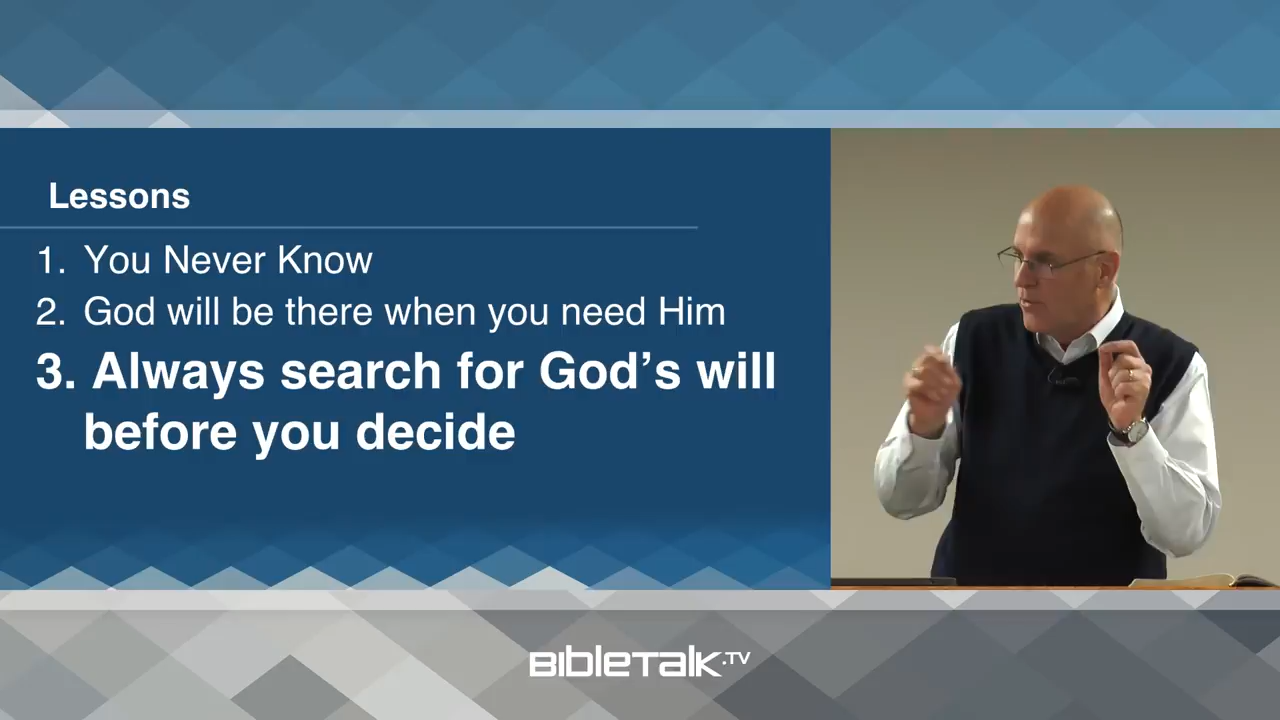 Lessons
1. You Never Know
2. God will be there when you need Him
3. Always search for God's will
before you decide
BIBLETALK.TV